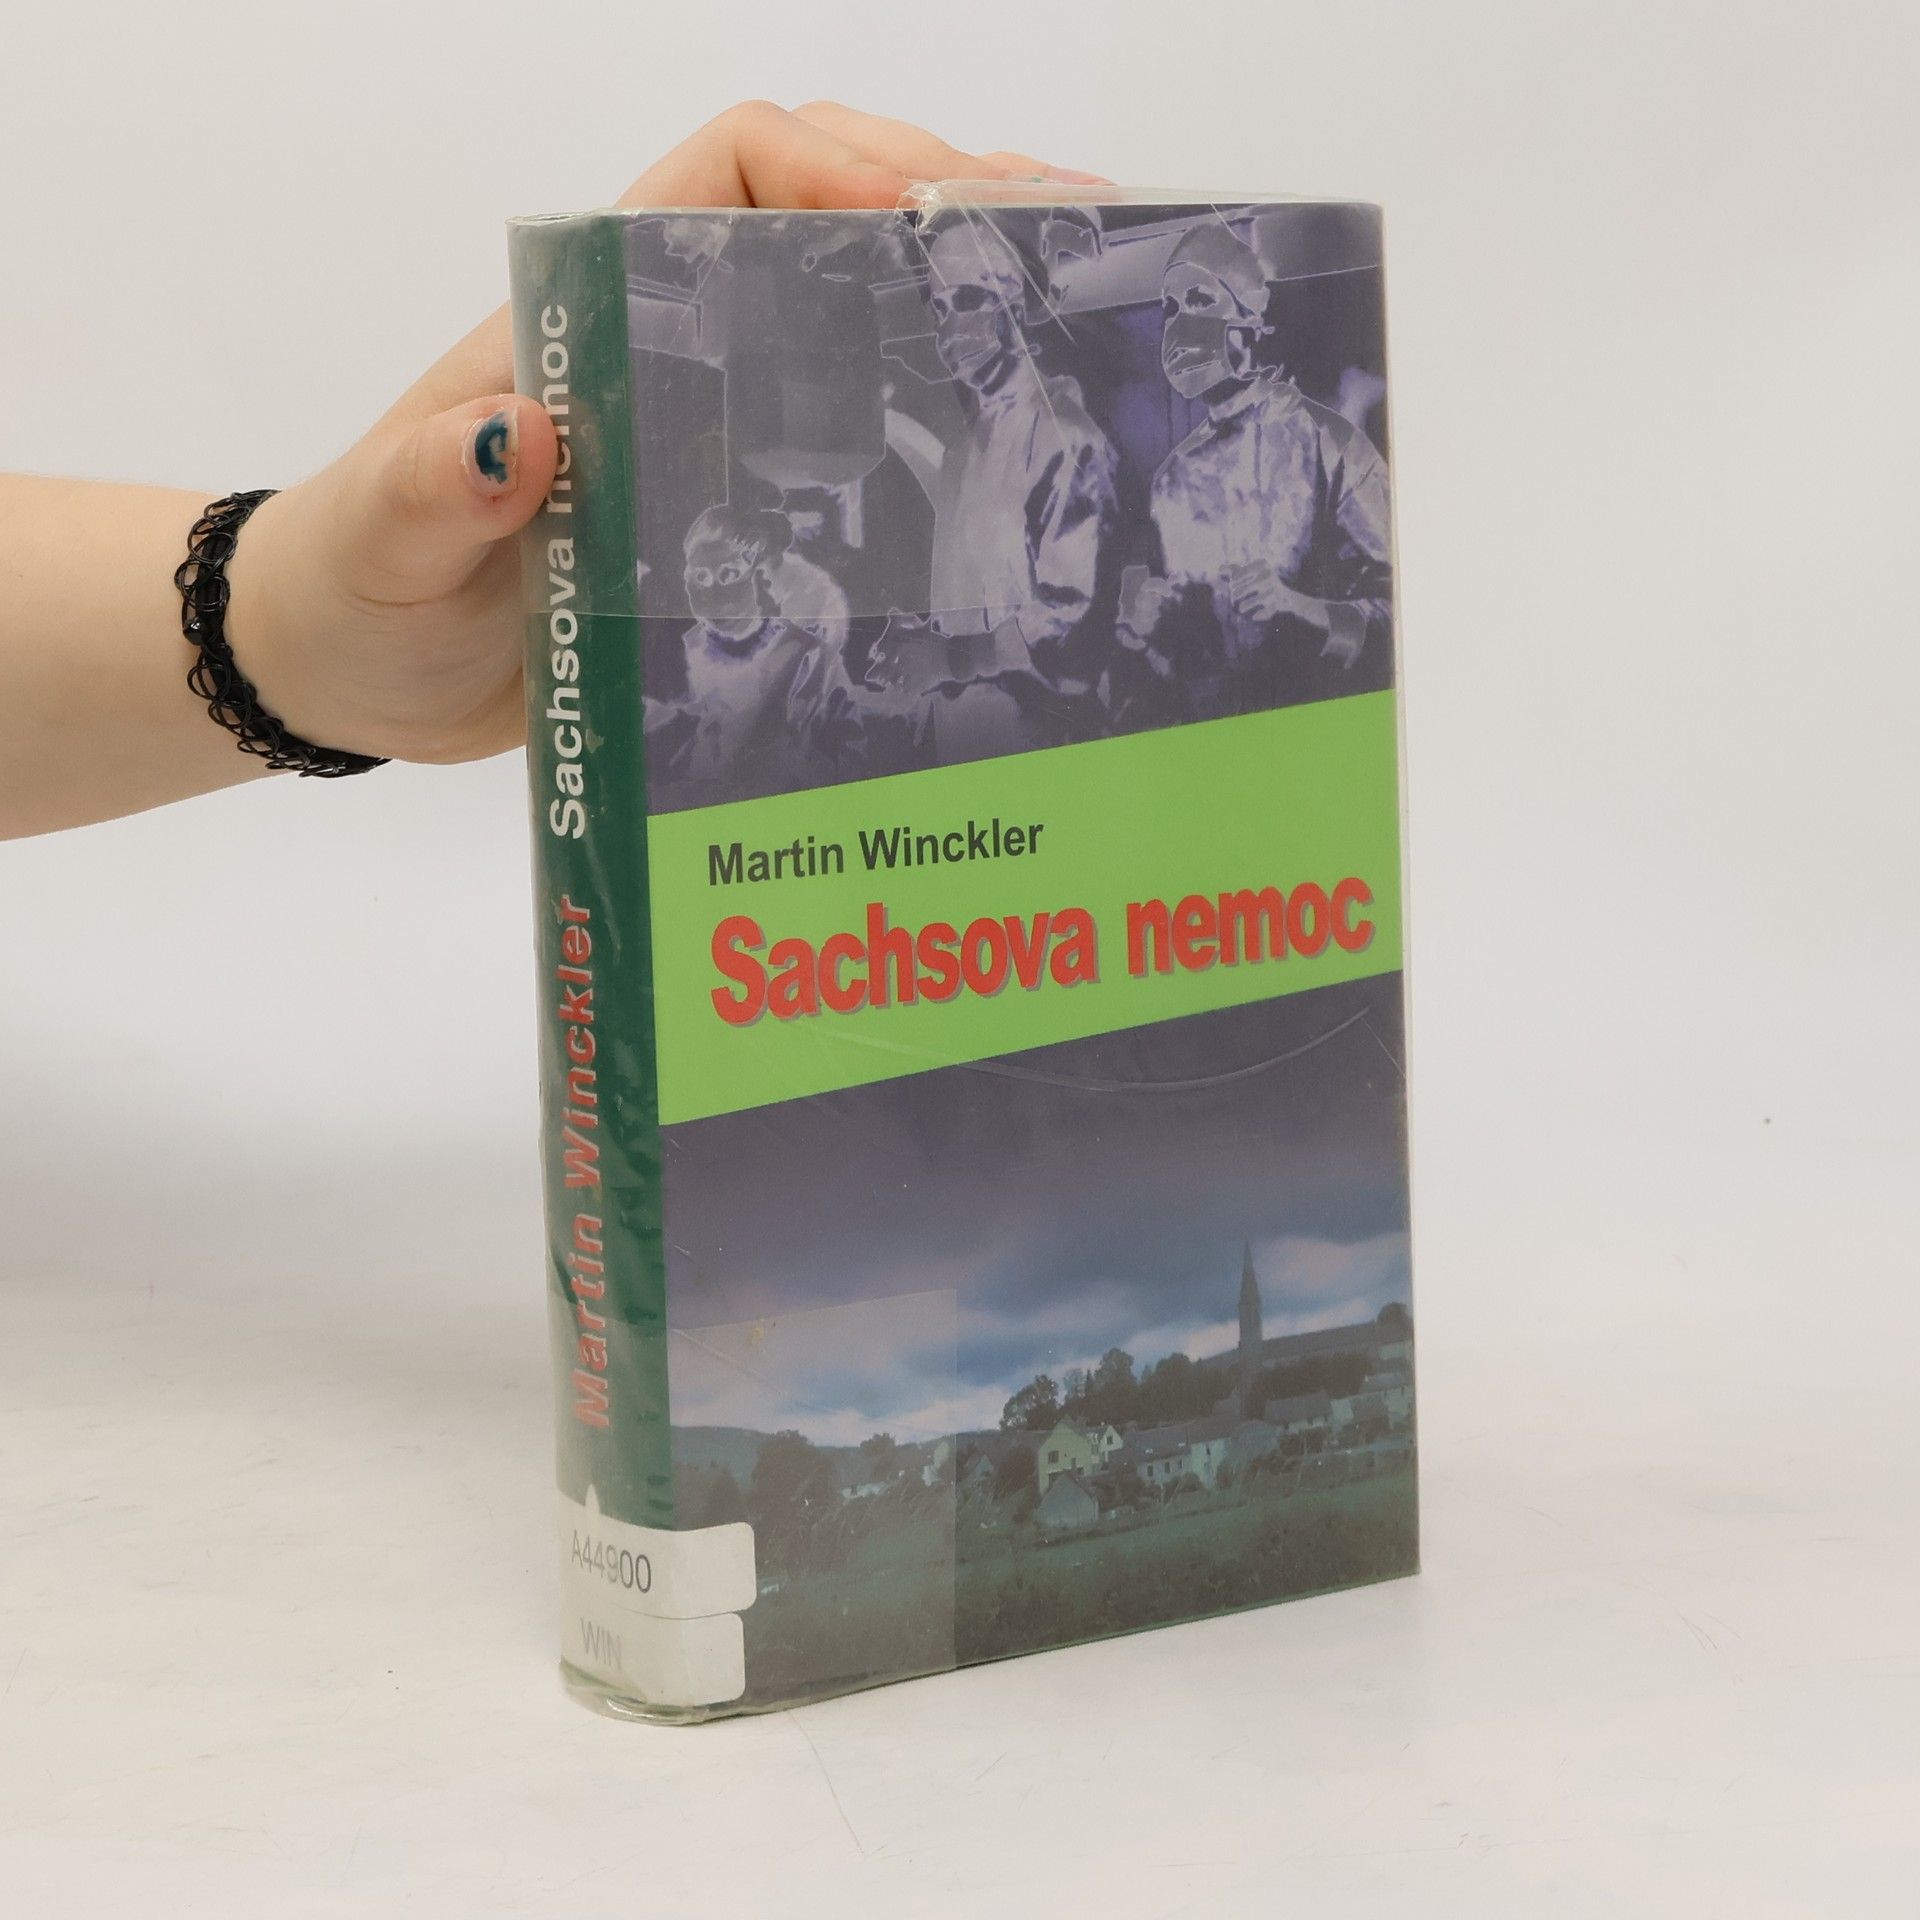 Martin Winckler
Sachsova nemoc
Martin Winckler Sachsova nemoc
A44900
WIN